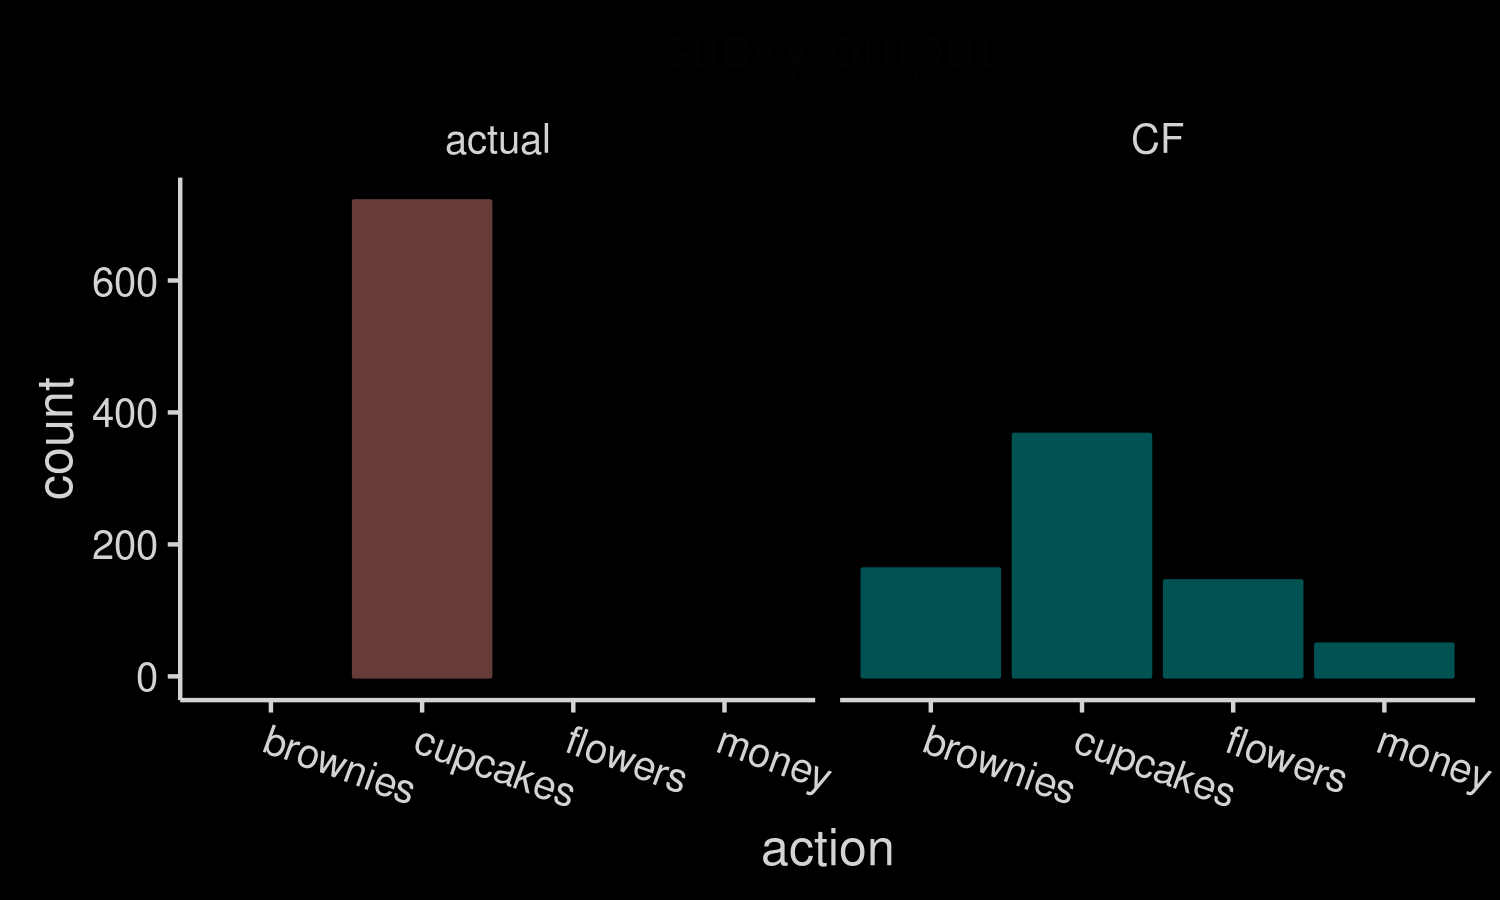 sticky output
actual
CF
count
600
400
200
0
brownies
cupcakes
flowers
money
brownies
cupcakes
flowers
money
action